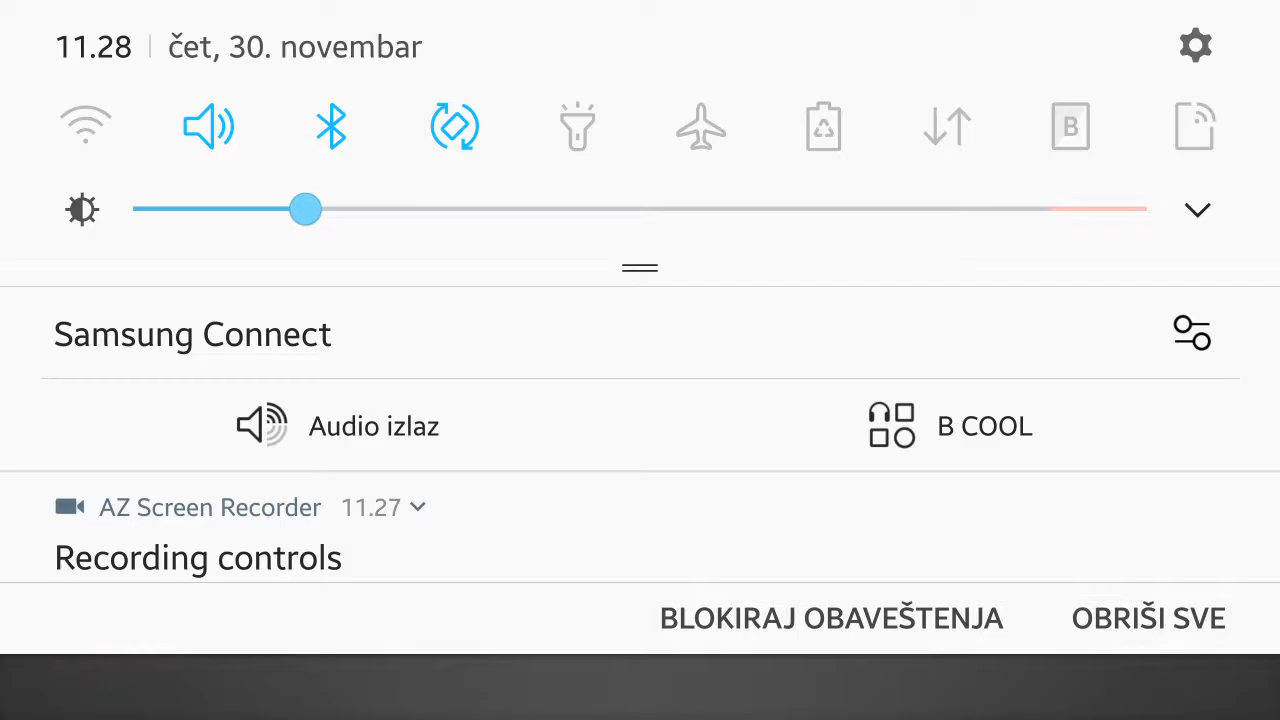 11.28 čet, 30. novembar
B
Samsung Connect
Audio izlaz B COOL
AZ Screen Recorder 11.27
Recording controls
BLOKIRAJ OBAVEŠTENJA OBRIŠI SVE